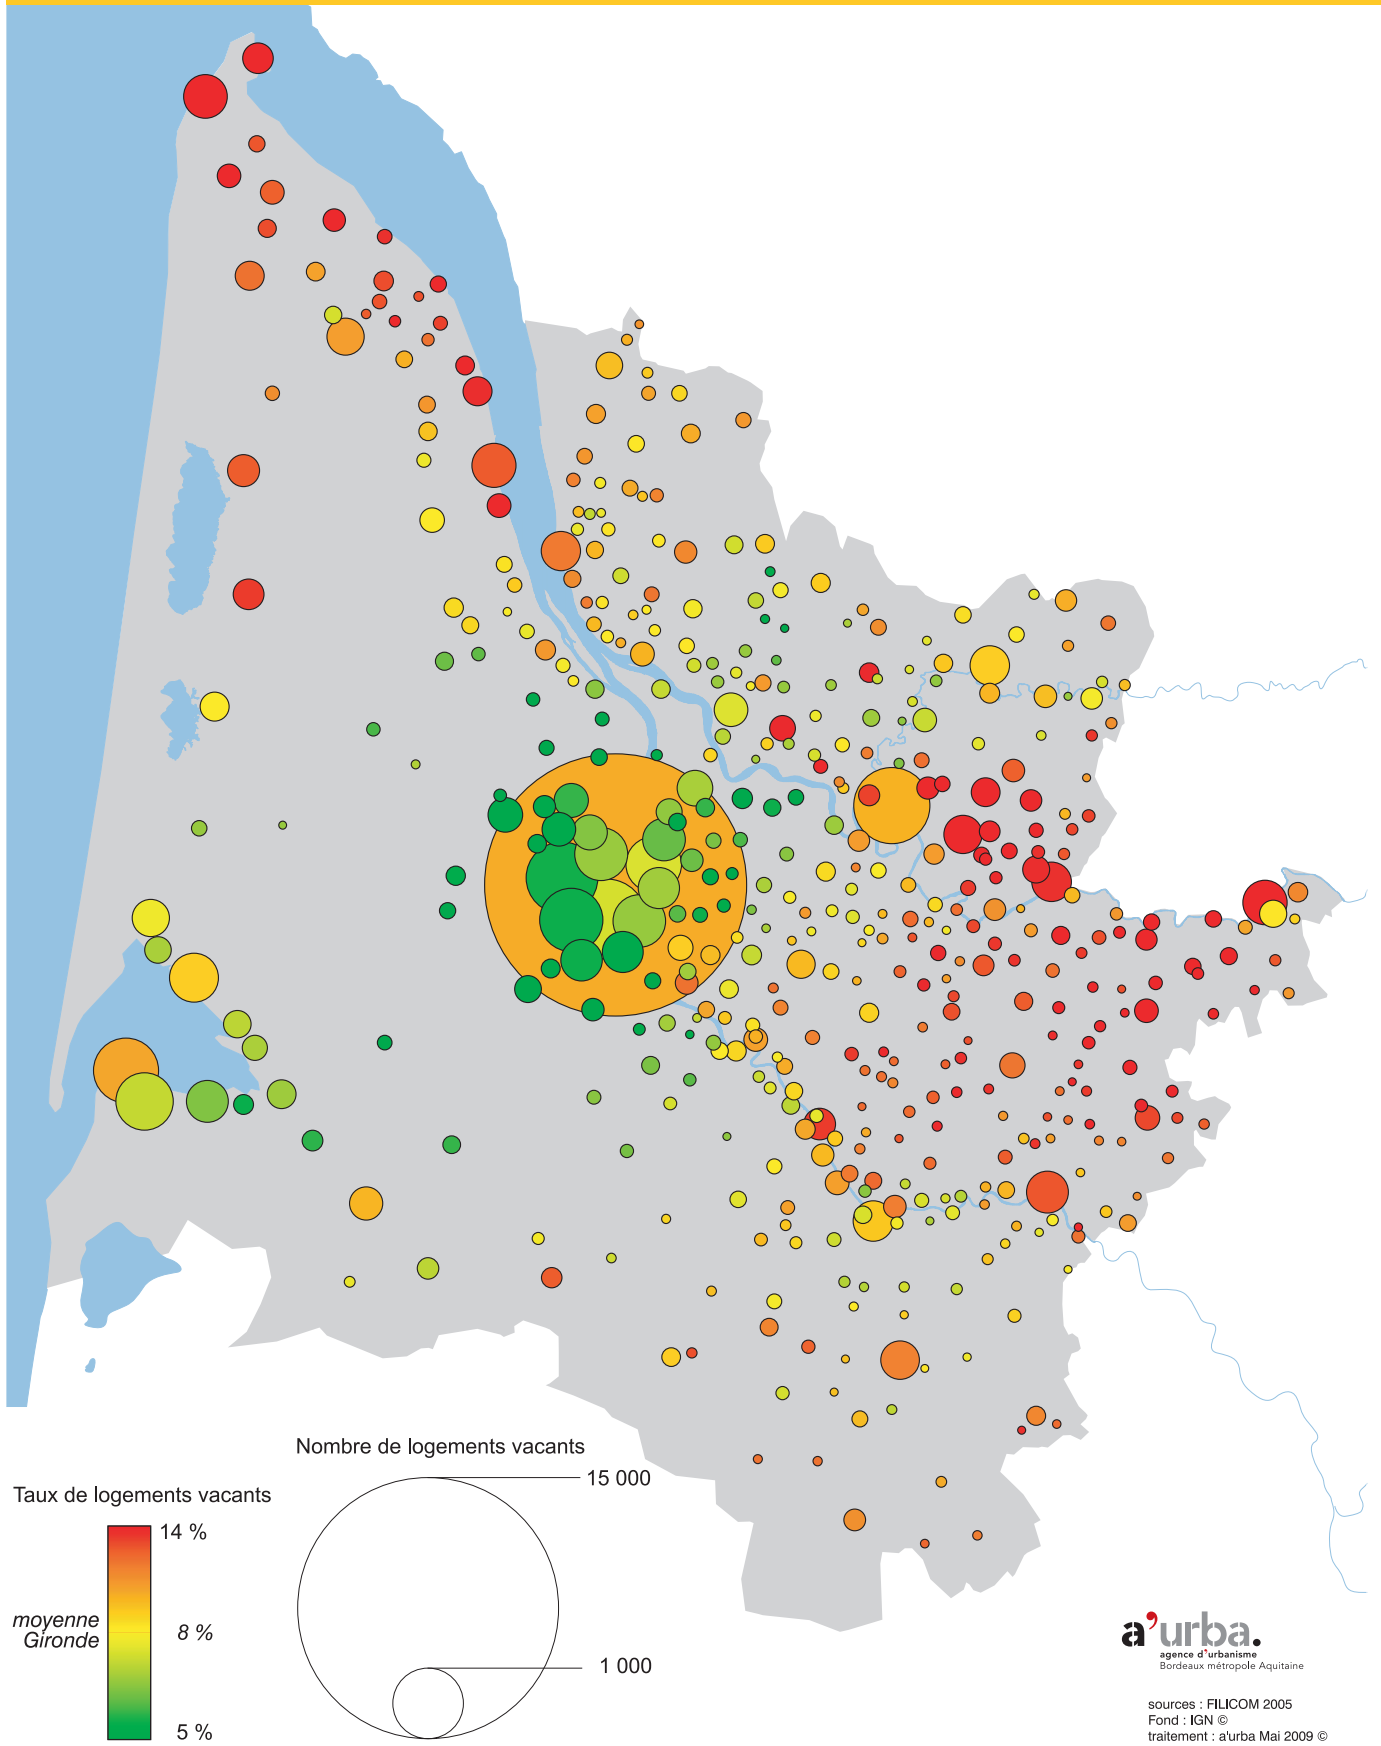 Nombre de logements vacants
15 000
1 000
Taux de logements vacants
14 %
moyenne
Gironde
8 %
5 %
a'urba.
agence d'urbanisme
Bordeaux métropole Aquitaine
sources : FILICOM 2005
Fond : IGN ©
traitement : a'urba Mai 2009 ©